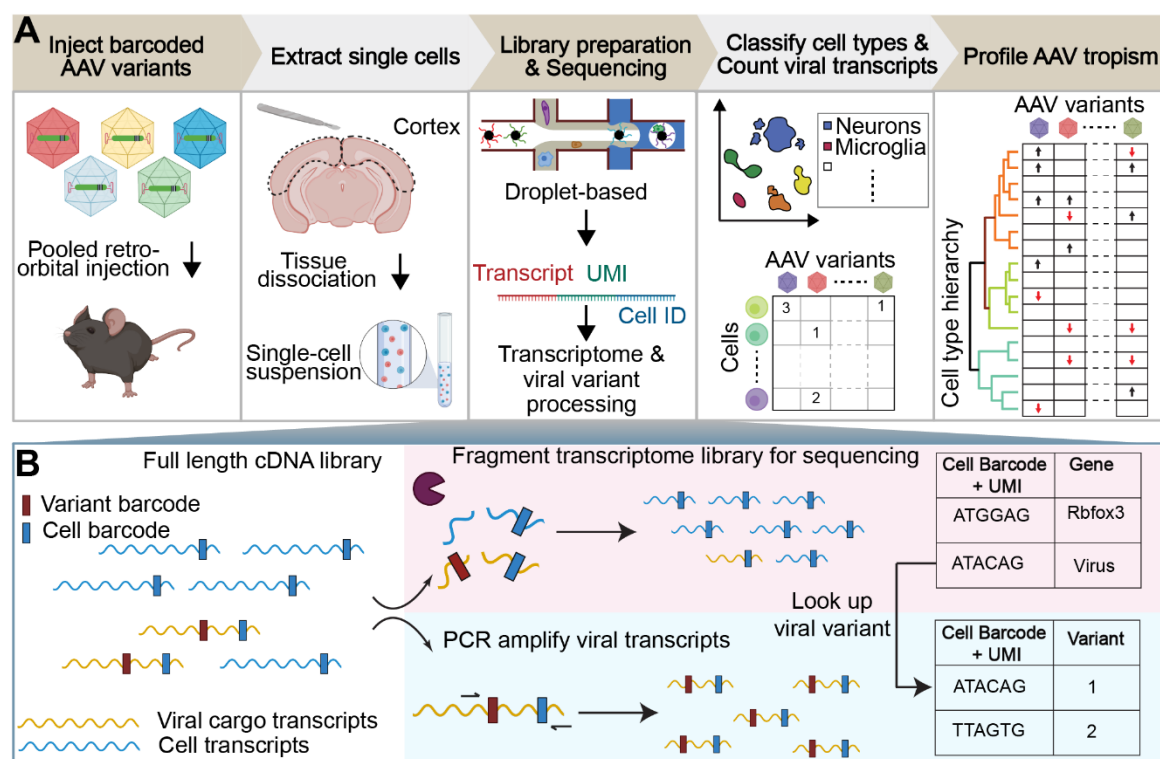 A
Inject barcoded
AAV variants
Extract single cells
Library preparation
& Sequencing
Classify cell types &
Count viral transcripts
Profile AAV tropism
Pooled retro-
orbital injection
Cortex
Tissue
dissociation
Single-cell
suspension
Droplet-based
Transcript UMI
Cell ID
Transcriptome &
viral variant
processing
Neurons
Microglia
AAV variants
Cells
3
1
1
2
AAV variants
Cell type hierarchy
B
Full length cDNA library
Variant barcode
Cell barcode
Viral cargo transcripts
Cell transcripts
Fragment transcriptome library for sequencing
PCR amplify viral transcripts
Look up
viral variant
Cell Barcode
+ UMI
Gene
ATGGAG Rbfox3
ATACAG Virus
Cell Barcode
+ UMI
Variant
ATACAG 1
TTAGTG 2